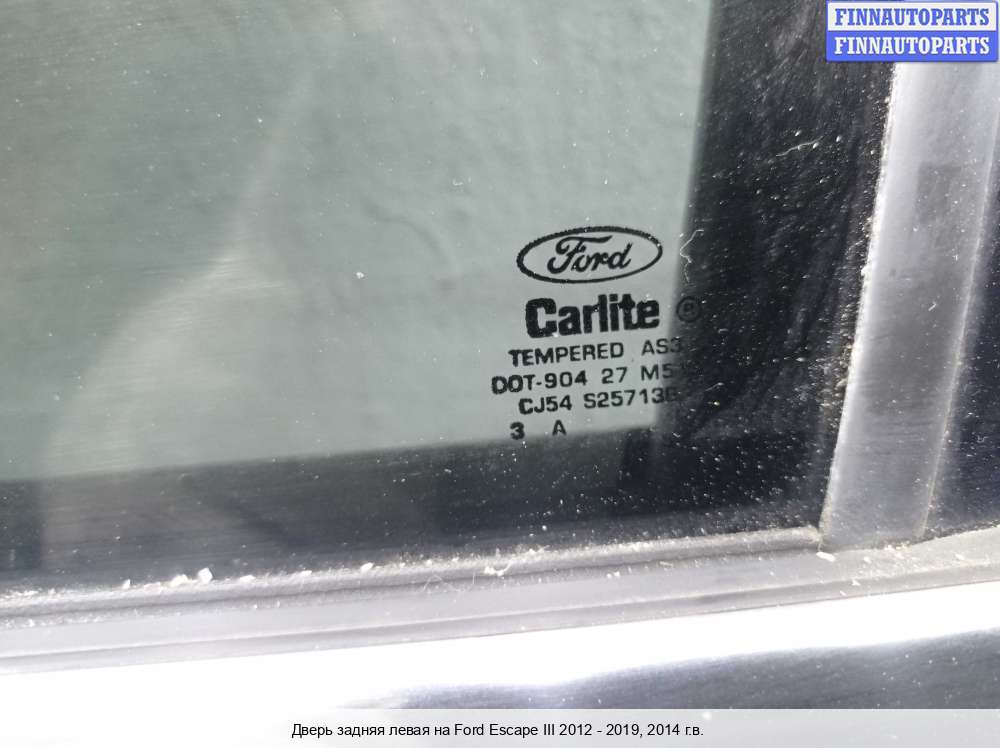 FINNAUTOPARTS
FINNAUTOPARTS
Ford
Carlite ®
TEMPERED AS3
DOT-904 27
CJ54
3 A
Дверь задняя левая на Ford Escape III 2012 - 2019, 2014 г.в.